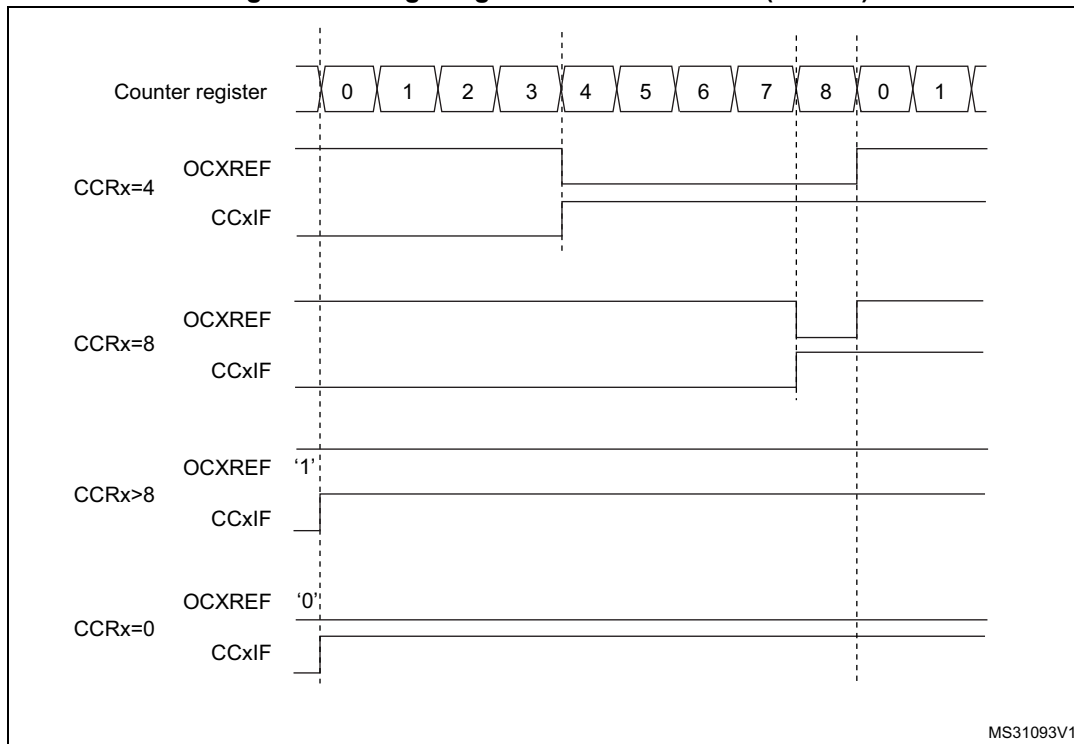 Counter register 0 1 2 3 4 5 6 7 8 0 1
OCXREF
CCRx=4
CCxIF
OCXREF
CCRx=8
CCxIF
OCXREF ‘1’
CCRx>8
CCxIF
OCXREF ‘0’
CCRx=0
CCxIF
MS31093V1